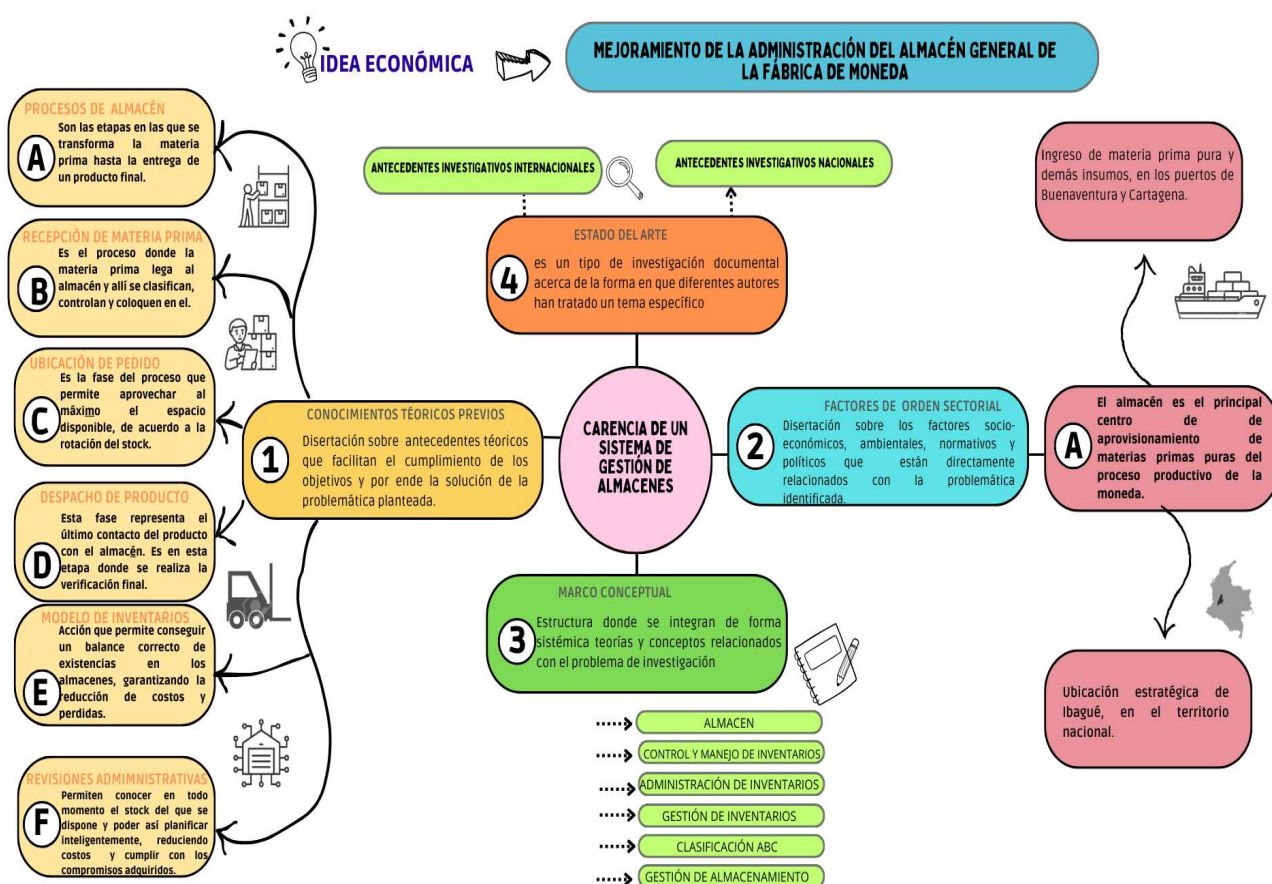 IDEA ECONÓMICA
MEJORAMIENTO DE LA ADMINISTRACIÓN DEL ALMACÉN GENERAL DE
LA FÁBRICA DE MONEDA
PROCESOS DE ALMACÉN
A
Son las etapas en las que se
transforma la materia
prima hasta la entrega de
un producto final.
RECEPCIÓN DE MATERIA PRIMA
B
Es el proceso donde la
materia prima lega al
almacén y allí se clasifican,
controlan y coloquen en el.
UBICACIÓN DE PEDIDO
C
Es la fase del proceso que
permite aprovechar al
máximo el espacio
disponible, de acuerdo a la
rotación del stock.
DESPACHO DE PRODUCTO
D
Esta fase representa el
último contacto del producto
con el almacén. Es en esta
etapa donde se realiza la
verificación final.
MODELO DE INVENTARIOS
E
Acción que permite conseguir
un balance correcto de
existencias en los
almacenes, garantizando la
reducción de costos y
perdidas.
REVISIONES ADMIMNISTRATIVAS
F
Permiten conocer en todo
momento el stock del que se
dispone y poder así planificar
inteligentemente, reduciendo
costos y cumplir con los
compromisos adquiridos.
CONOCIMIENTOS TÉORICOS PREVIOS
1
Disertación sobre antecedentes téoricos
que facilitan el cumplimiento de los
objetivos y por ende la solución de la
problemática planteada.
ANTECEDENTES INVESTIGATIVOS INTERNACIONALES
ANTECEDENTES INVESTIGATIVOS NACIONALES
ESTADO DEL ARTE
4
es un tipo de investigación documental
acerca de la forma en que diferentes autores
han tratado un tema específico
CARENCIA DE UN
SISTEMA DE
GESTIÓN DE
ALMACENES
FACTORES DE ORDEN SECTORIAL
2
Disertación sobre los factores socio-
económicos, ambientales, normativos y
políticos que están directamente
relacionados con la problemática
identificada.
MARCO CONCEPTUAL
3
Estructura donde se integran de forma
sistémica teorías y conceptos relacionados
con el problema de investigación
ALMACEN
CONTROL Y MANEJO DE INVENTARIOS
ADMINISTRACIÓN DE INVENTARIOS
GESTIÓN DE INVENTARIOS
CLASIFICACIÓN ABC
GESTIÓN DE ALMACENAMIENTO
Ingreso de materia prima pura y
demás insumos, en los puertos de
Buenaventura y Cartagena.
A
El almacén es el principal
centro de de
aprovisionamiento de
materias primas puras del
proceso productivo de la
moneda.
Ubicación estratégica de
Ibagué, en el territorio
nacional.